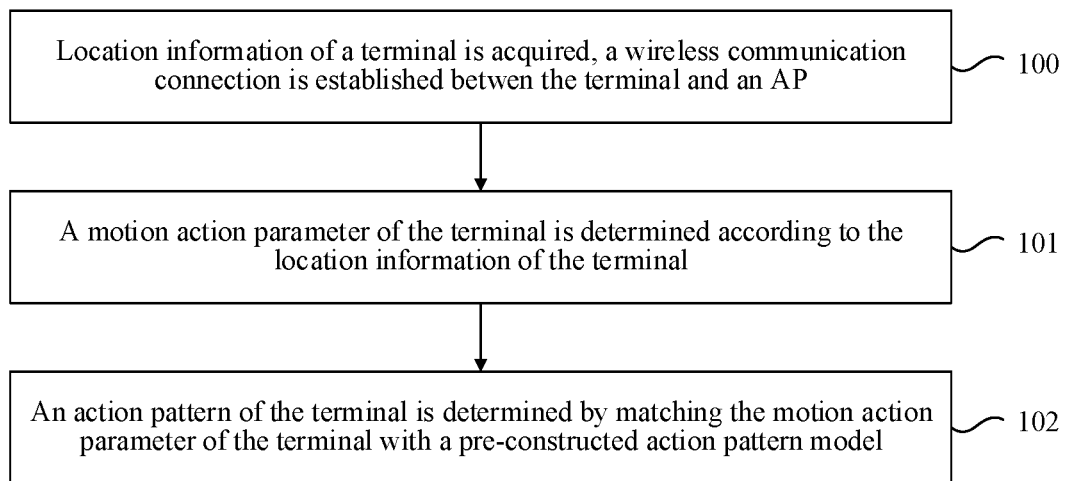 Location information of a terminal is acquired, a wireless communication
connection is established betwen the terminal and an AP
100
A motion action parameter of the terminal is determined according to the
location information of the terminal
101
An action pattern of the terminal is determined by matching the motion action
parameter of the terminal with a pre-constructed action pattern model
102